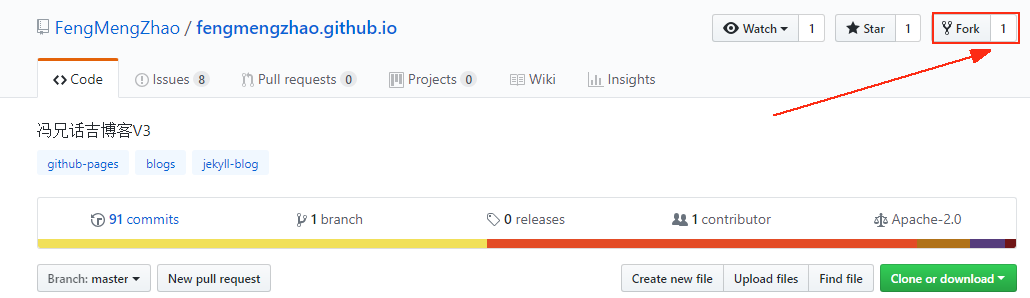 FengMengZhao / fengmengzhao.github.io
Watch 1 Star 1 Fork 1
Code Issues 8 Pull requests 0 Projects 0 Wiki Insights
冯兄话吉博客V3
github-pages blogs jekyll-blog
91 commits 1 branch 0 releases 1 contributor Apache-2.0
Branch: master New pull request Create new file Upload files Find file Clone or download